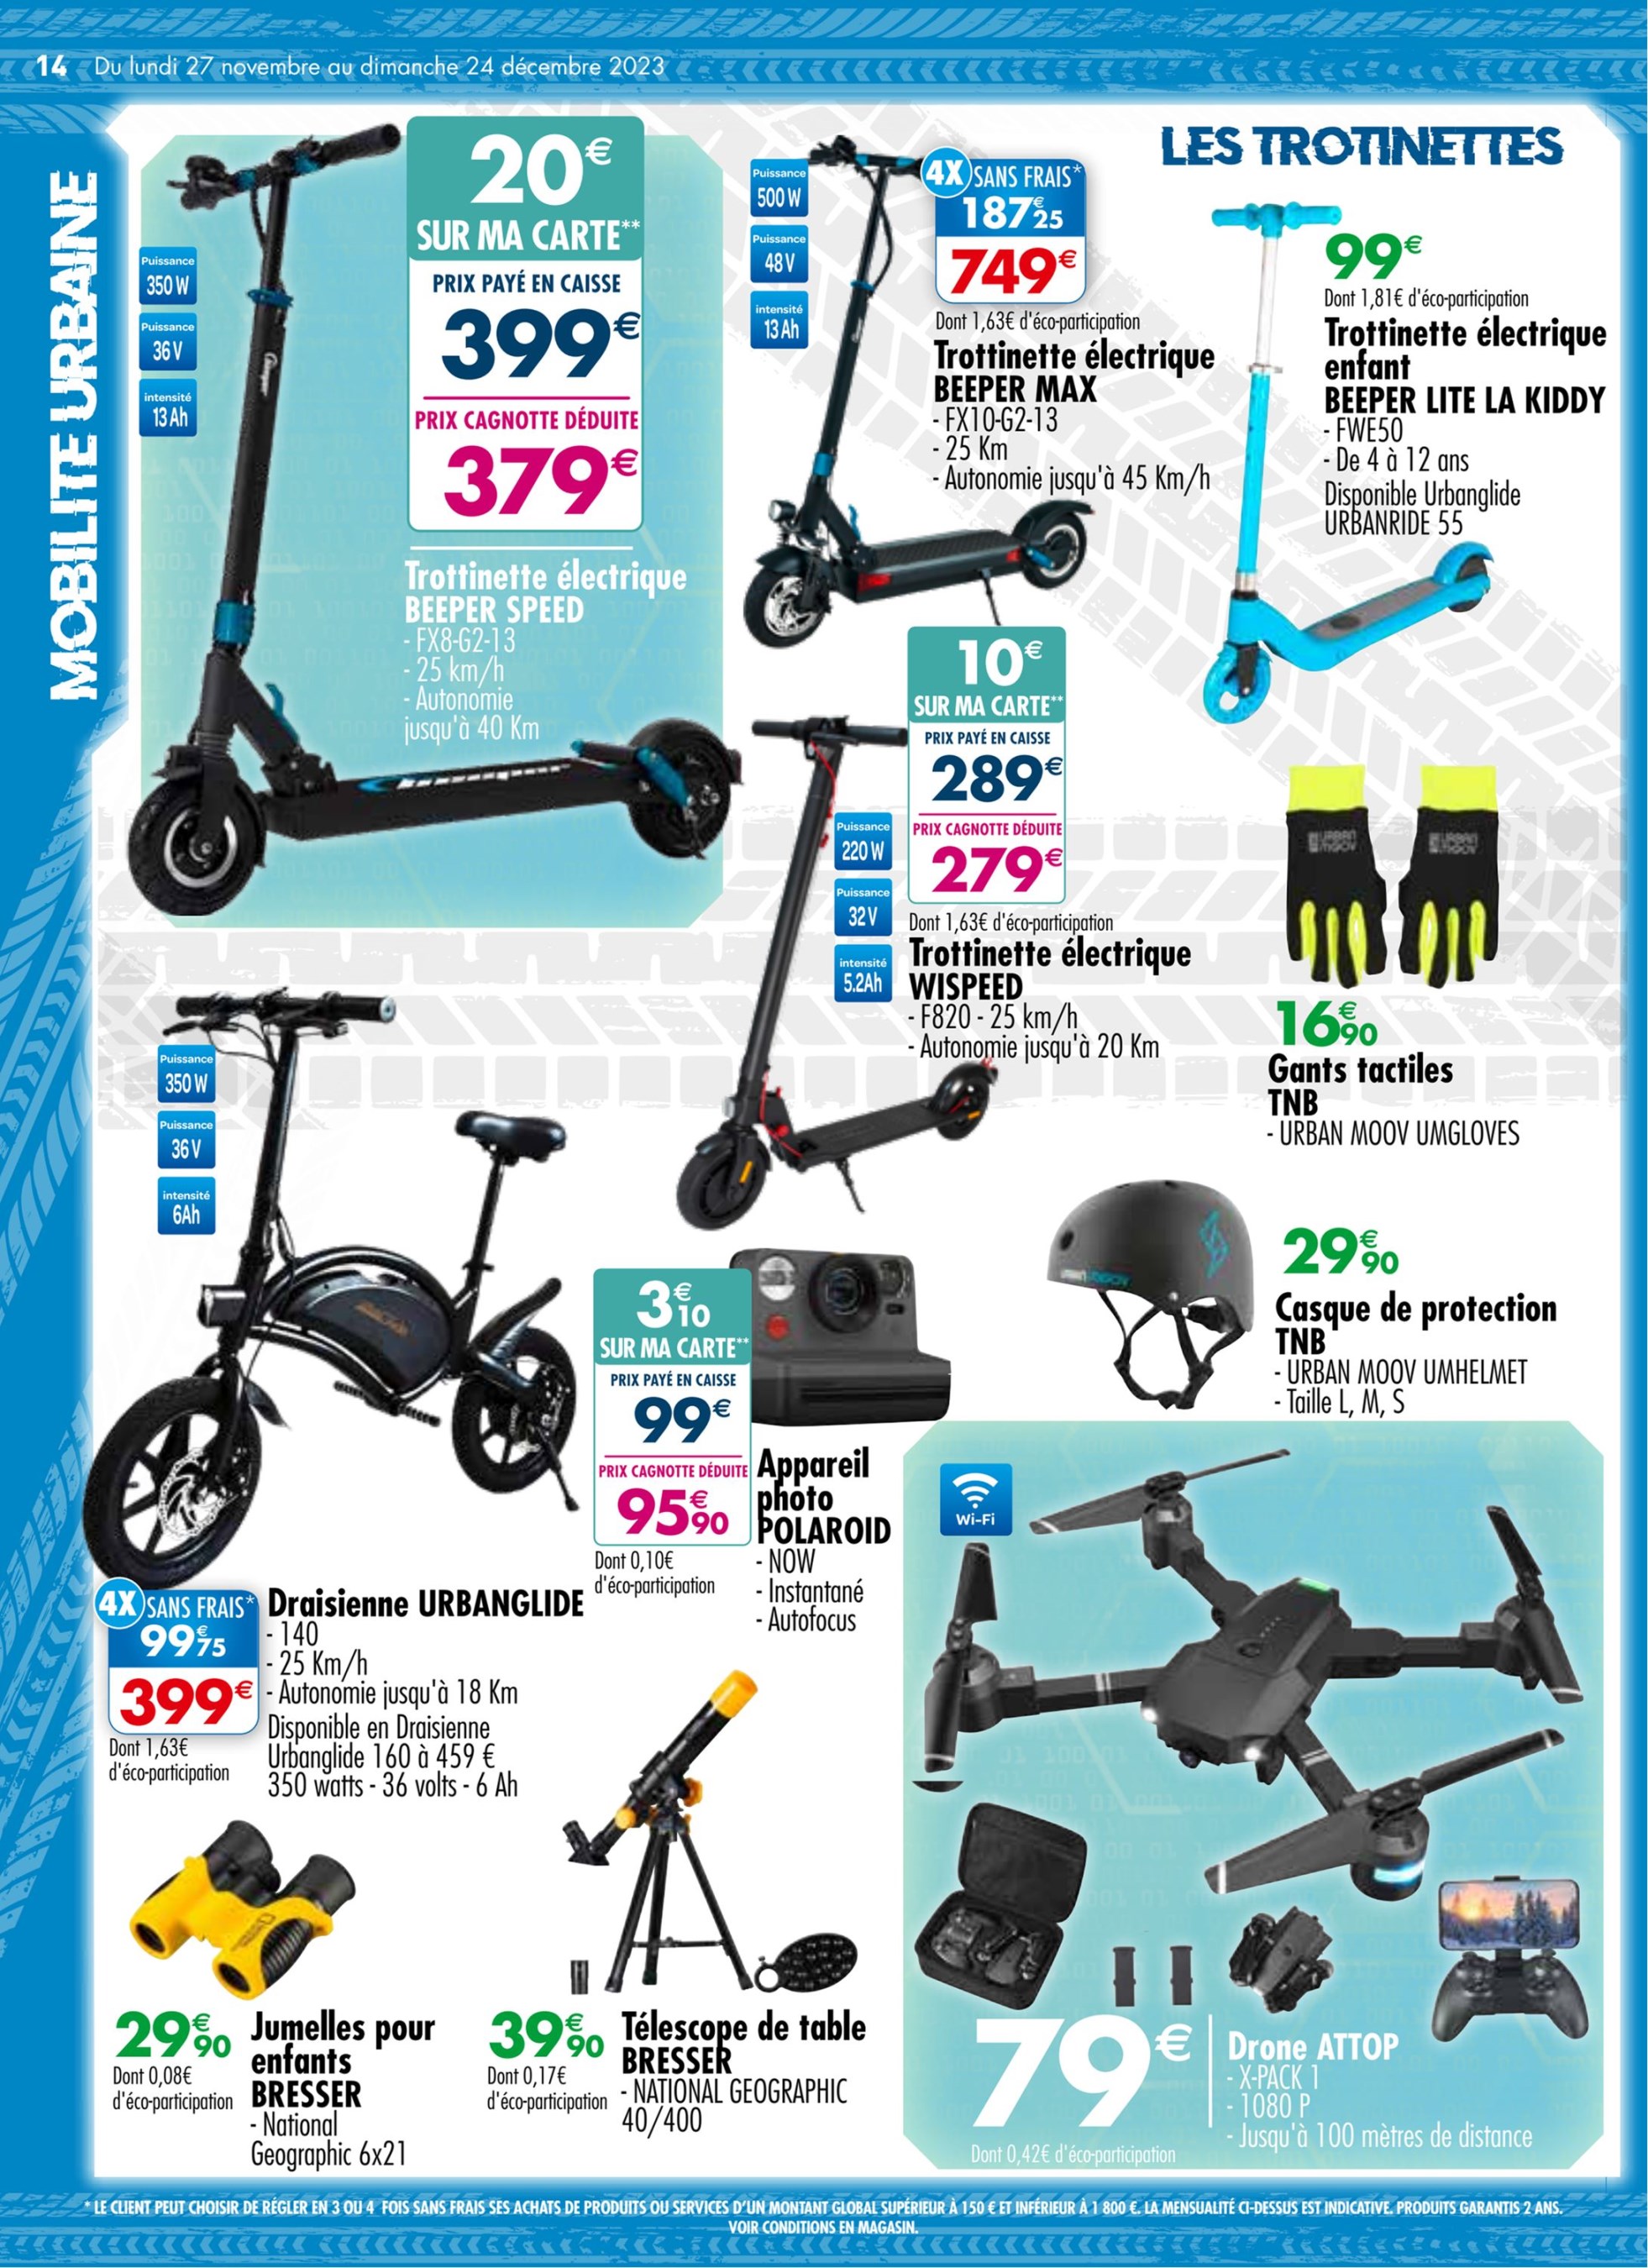 14 Du lundi 27 novembre au dimanche 24 décembre 2023
MOBILITE URBAINE
LES TROTINETTES
Puissance
350 W
Puissance
36 V
intensité
13 Ah
20€
SUR MA CARTE**
PRIX PAYÉ EN CAISSE
399€
PRIX CAGNOTTE DÉDUITE
379€
Trottinette électrique
BEEPER SPEED
- FX8-G2-13
- 25 km/h
- Autonomie
jusqu'à 40 Km
Puissance
500 W
Puissance
48 V
intensité
13 Ah
4X SANS FRAIS*
187€25
749€
Dont 1,63€ d'éco-participation
Trottinette électrique
BEEPER MAX
- FX10-G2-13
- 25 Km
- Autonomie jusqu'à 45 Km/h
99€
Dont 1,81€ d'éco-participation
Trottinette électrique
enfant
BEEPER LITE LA KIDDY
- FWE50
- De 4 à 12 ans
Disponible Urbanglide
URBANRIDE 55
10€
SUR MA CARTE**
PRIX PAYÉ EN CAISSE
289€
PRIX CAGNOTTE DÉDUITE
279€
Puissance
220 W
Puissance
32 V
intensité
5.2Ah
Dont 1,63€ d'éco-participation
Trottinette électrique
WISPEED
- F820 - 25 km/h
- Autonomie jusqu'à 20 Km
URBAN
MOOV
URBAN
MOOV
16€90
Gants tactiles
TNB
- URBAN MOOV UMGLOVES
URBAN MOOV
29€90
Casque de protection
TNB
- URBAN MOOV UMHELMET
- Taille L, M, S
Puissance
350 W
Puissance
36 V
intensité
6Ah
4X SANS FRAIS*
99€75
399€
Dont 1,63€
d'éco-participation
Draisienne URBANGLIDE
- 140
- 25 Km/h
- Autonomie jusqu'à 18 Km
Disponible en Draisienne
Urbanglide 160 à 459 €
350 watts - 36 volts - 6 Ah
3€10
SUR MA CARTE**
PRIX PAYÉ EN CAISSE
99€
PRIX CAGNOTTE DÉDUITE
95€90
Dont 0,10€
d'éco-participation
Appareil
photo
POLAROID
- NOW
- Instantané
- Autofocus
29€90
Dont 0,08€
d'éco-participation
Jumelles pour
enfants
BRESSER
- National
Geographic 6x21
39€90
Dont 0,17€
d'éco-participation
Télescope de table
BRESSER
- NATIONAL GEOGRAPHIC
40/400
Wi-Fi
79€
Dont 0,42€ d'éco-participation
Drone ATTOP
- X-PACK 1
- 1080 P
- Jusqu'à 100 mètres de distance
* LE CLIENT PEUT CHOISIR DE RÉGLER EN 3 OU 4 FOIS SANS FRAIS SES ACHATS DE PRODUITS OU SERVICES D'UN MONTANT GLOBAL SUPÉRIEUR À 150 € ET INFÉRIEUR À 1 800 €. LA MENSUALITÉ CI-DESSUS EST INDICATIVE. PRODUITS GARANTIS 2 ANS.
VOIR CONDITIONS EN MAGASIN.